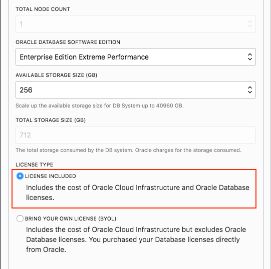 TOTAL NODE COUNT
1
ORACLE DATABASE SOFTWARE EDITION
Enterprise Edition Extreme Performance
AVAILABLE STORAGE SIZE (GB)
256
Scale up the available storage size for DB System up to 40960 GB.
TOTAL STORAGE SIZE (GB)
712
The total storage consumed by the DB system. Oracle charges for the storage consumed.
LICENSE TYPE
LICENSE INCLUDED
Includes the cost of Oracle Cloud Infrastructure and Oracle Database
licenses.
BRING YOUR OWN LICENSE (BYOL)
Includes the cost of Oracle Cloud Infrastructure but excludes Oracle
Database licenses. You purchased your Database licenses directly
from Oracle.